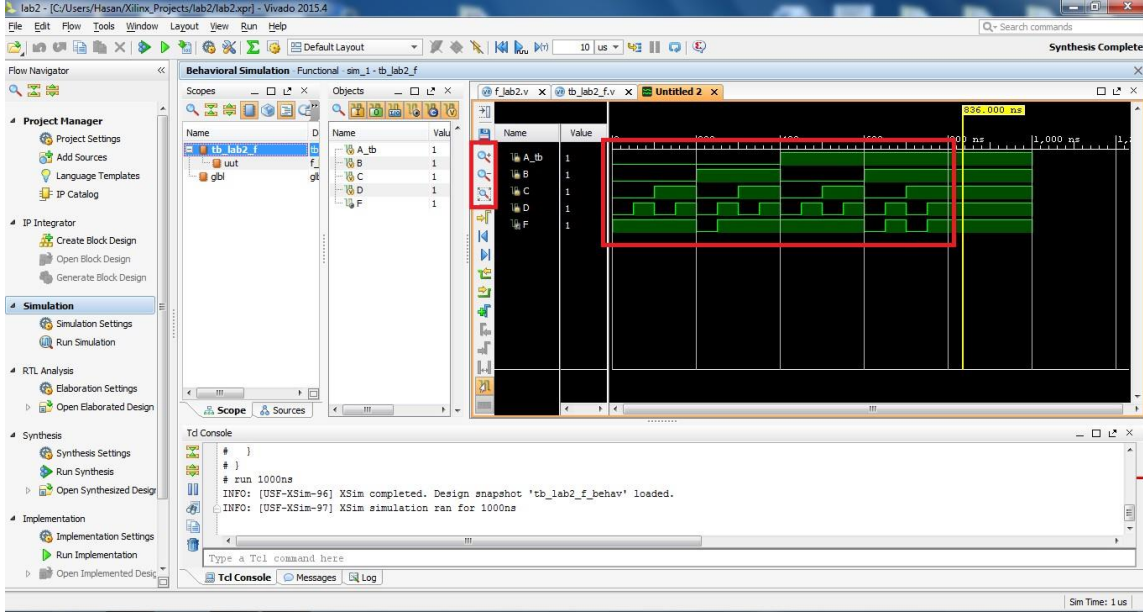 lab2 - [C:/Users/Hasan/Xilinx_Projects/lab2/lab2.xpr] - Vivado 2015.4
File Edit Flow Tools Window Layout View Run Help
Q- Search commands
Default Layout
10 us
Synthesis Complete
Flow Navigator
Behavioral Simulation - Functional - sim_1 - tb_lab2_f
Project Manager
Project Settings
Add Sources
Language Templates
IP Catalog
IP Integrator
Create Block Design
Open Block Design
Generate Block Design
Simulation
Simulation Settings
Run Simulation
RTL Analysis
Elaboration Settings
Open Elaborated Design
Synthesis
Synthesis Settings
Run Synthesis
Open Synthesized Desigr
Implementation
Implementation Settings
Run Implementation
Open Implemented Desig
Scopes
Name D
tb_lab2_f tb
uut f_
glbl gl
Scope Sources
Objects
Name Valu
A_tb 1
B 1
C 1
D 1
F 1
f_lab2.v tb_lab2_f.v Untitled 2
Name Value
A_tb 1
B 1
C 1
D 1
F 1
836.000 ns
1,000 ns
Tcl Console
# }
# }
# run 1000ns
INFO: [USF-XSim-96] XSim completed. Design snapshot 'tb_lab2_f_behav' loaded.
INFO: [USF-XSim-97] XSim simulation ran for 1000ns
Type a Tcl command here
Tcl Console Messages Log
Sim Time: 1 us